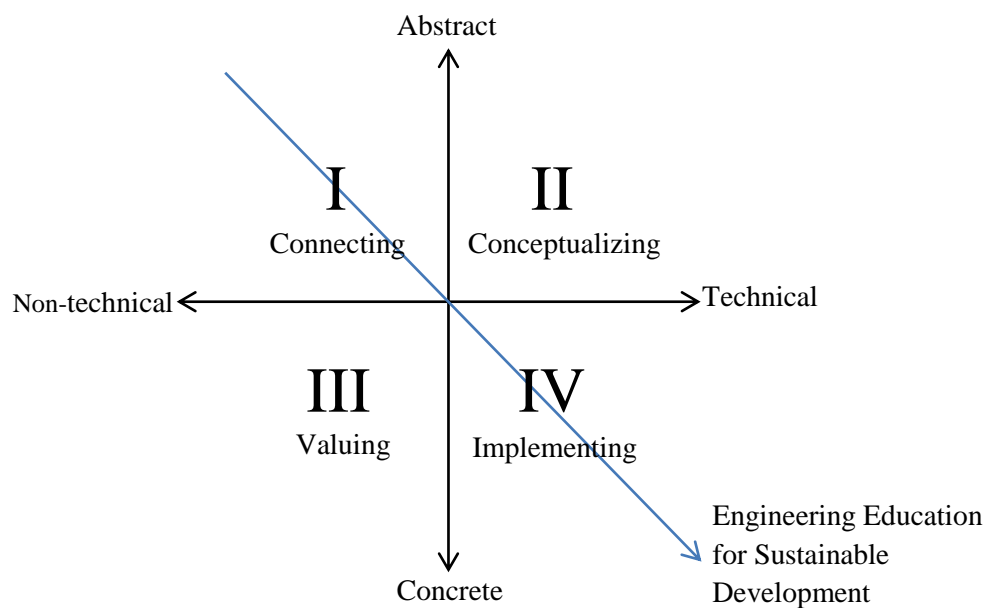 Abstract
I
II
Connecting
Conceptualizing
Non-technical
Technical
III
IV
Valuing
Implementing
Engineering Education
for Sustainable
Development
Concrete